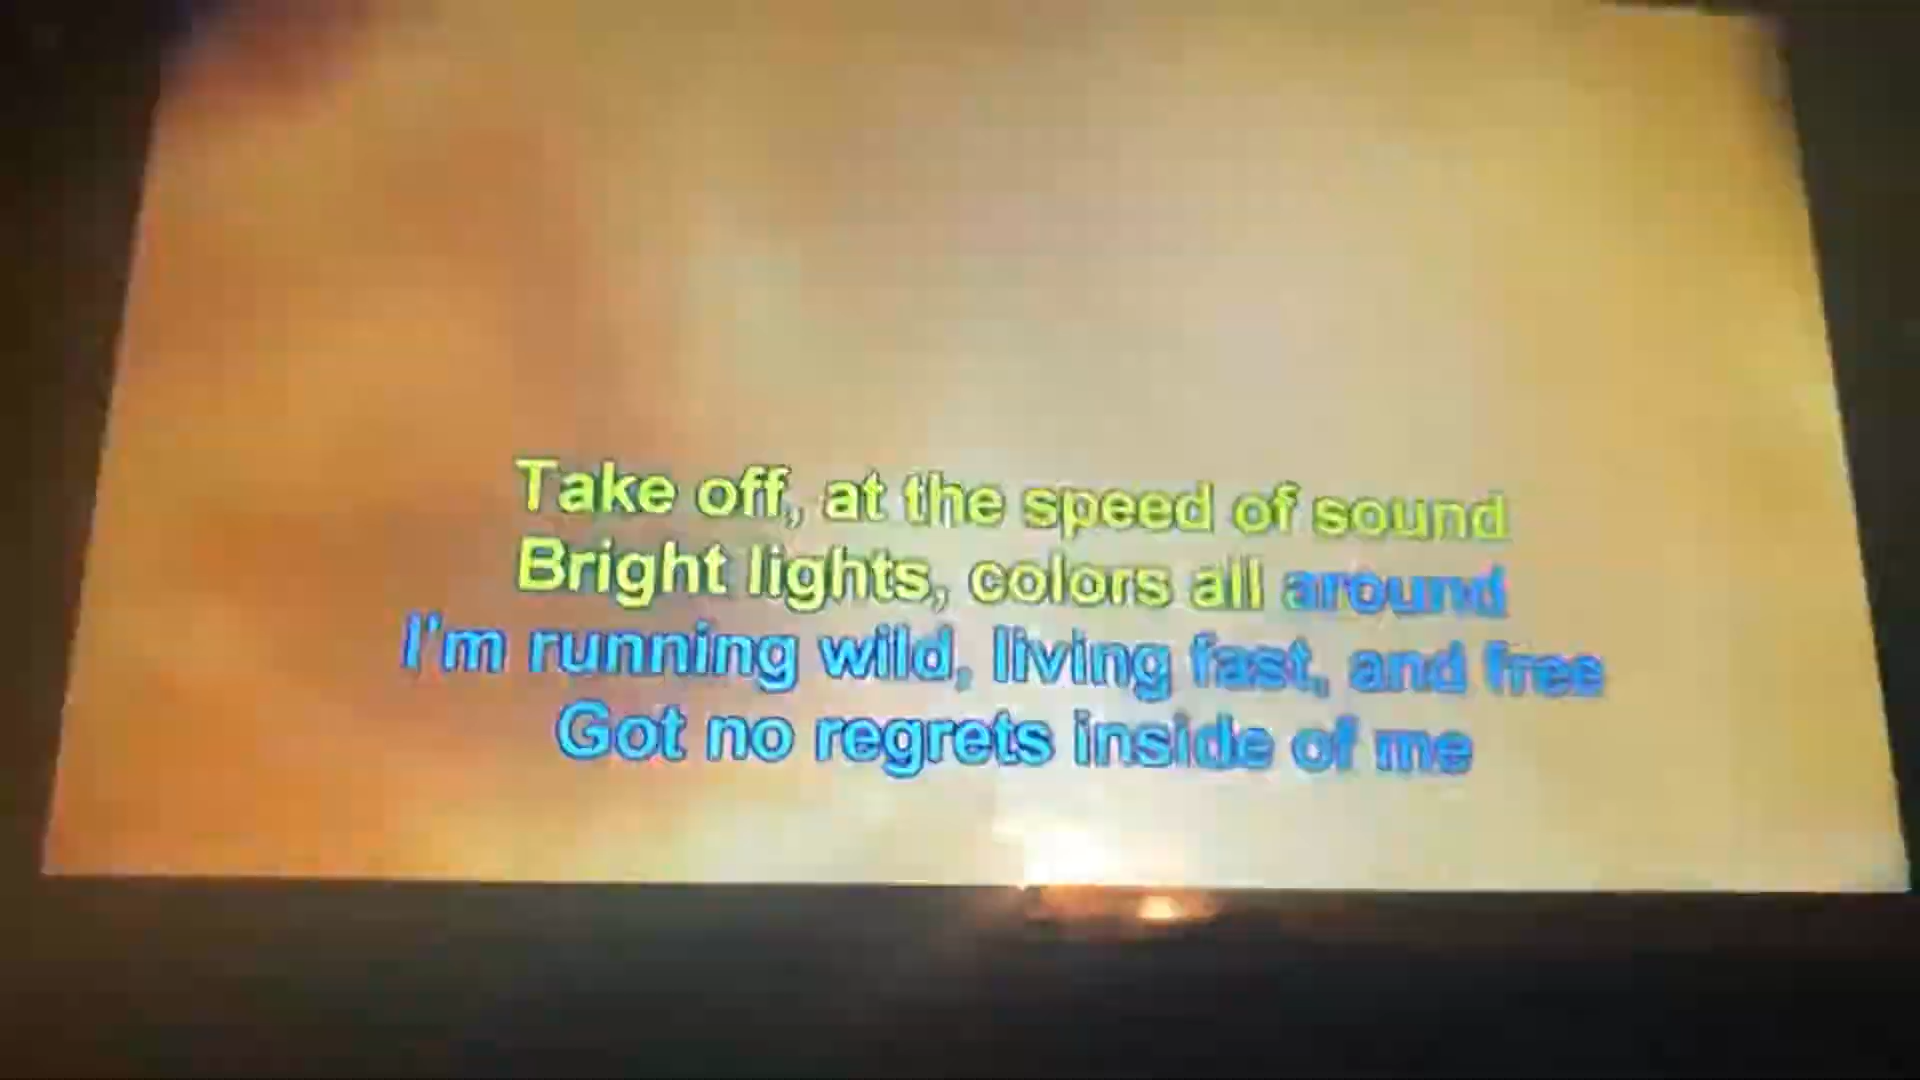 Take off, at the speed of sound
Bright lights, colors all around
I'm running wild, living fast, and free
Got no regrets inside of me